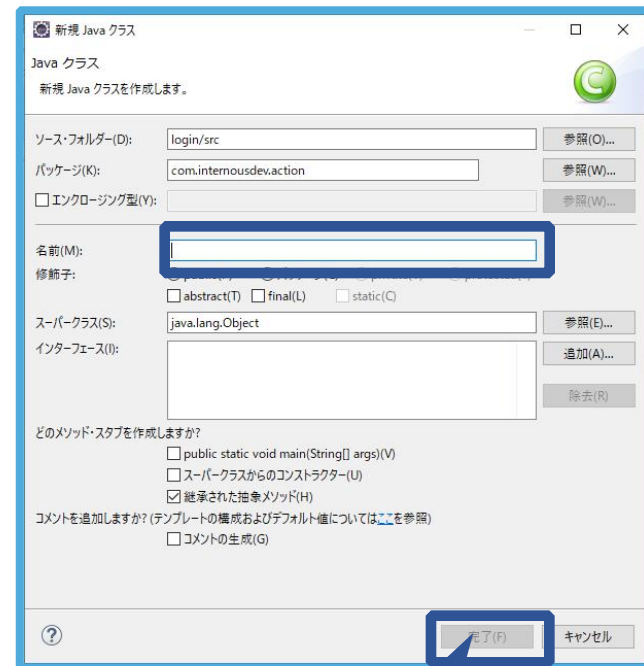 新規 Java クラス
Java クラス
新規 Java クラスを作成します。
ソース・フォルダー(D): login/src 参照(O)...
パッケージ(K): com.internousdev.action 参照(W)...
エンクロージング型(Y): 参照(W)...
名前(M):
修飾子:
abstract(T) final(L) static(C)
スーパークラス(S): java.lang.Object 参照(E)...
インターフェース(I): 追加(A)...
除去(R)
どのメソッド・スタブを作成しますか?
public static void main(String[] args)(V)
スーパークラスからのコンストラクター(U)
継承された抽象メソッド(H)
コメントを追加しますか? (テンプレートの構成およびデフォルト値についてはここを参照)
コメントの生成(G)
? 完了(F) キャンセル